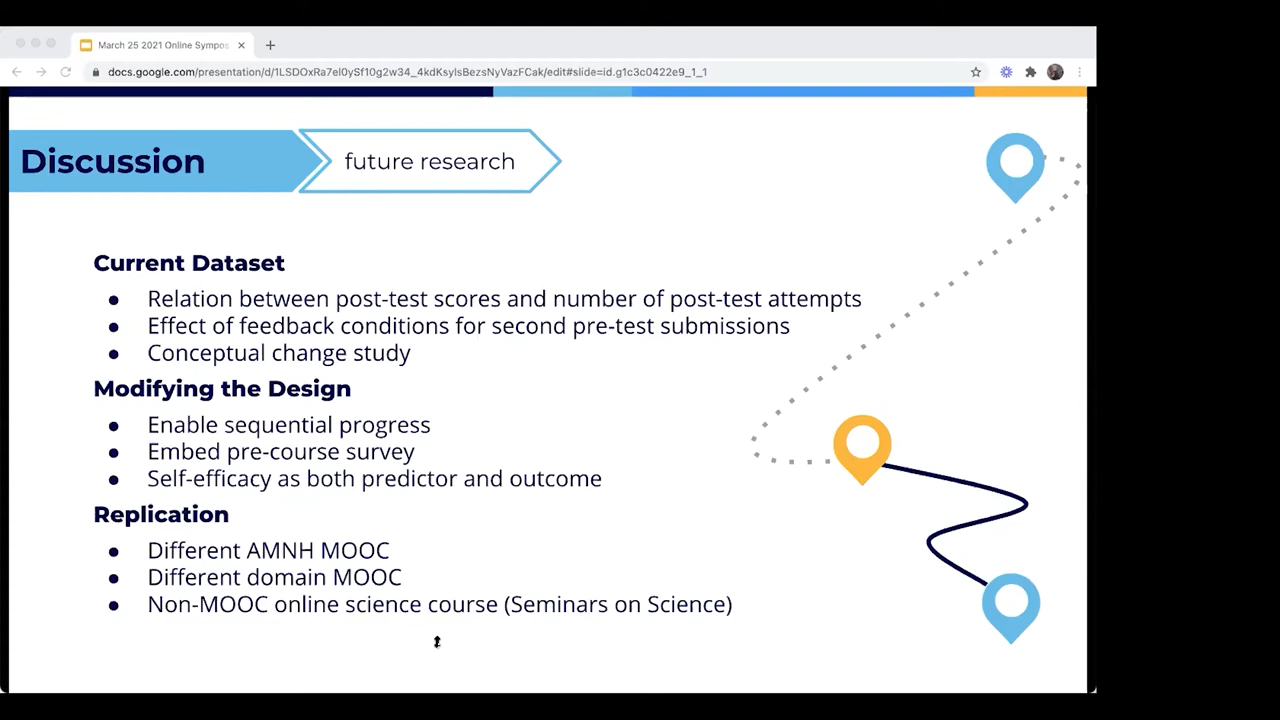 March 25 2021 Online Sympos
docs.google.com/presentation/d/1LSDOxRa7el0ySf10g2w34_4kdKsylsBezsNyVazFCak/edit#slide=id.g1c3c0422e9_1_1
Discussion
future research
Current Dataset
● Relation between post-test scores and number of post-test attempts
● Effect of feedback conditions for second pre-test submissions
● Conceptual change study
Modifying the Design
● Enable sequential progress
● Embed pre-course survey
● Self-efficacy as both predictor and outcome
Replication
● Different AMNH MOOC
● Different domain MOOC
● Non-MOOC online science course (Seminars on Science)